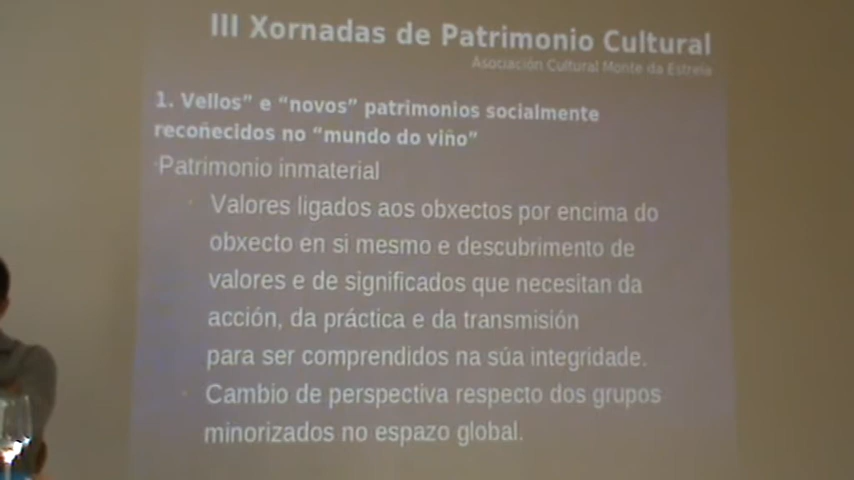 III Xornadas de Patrimonio Cultural
Asociación Cultural Monte da Estrela
1. Vellos” e “novos” patrimonios socialmente
recoñecidos no “mundo do viño”
·Patrimonio inmaterial
Valores ligados aos obxectos por encima do
obxecto en si mesmo e descubrimento de
valores e de significados que necesitan da
acción, da práctica e da transmisión
para ser comprendidos na súa integridade.
Cambio de perspectiva respecto dos grupos
minorizados no espazo global.